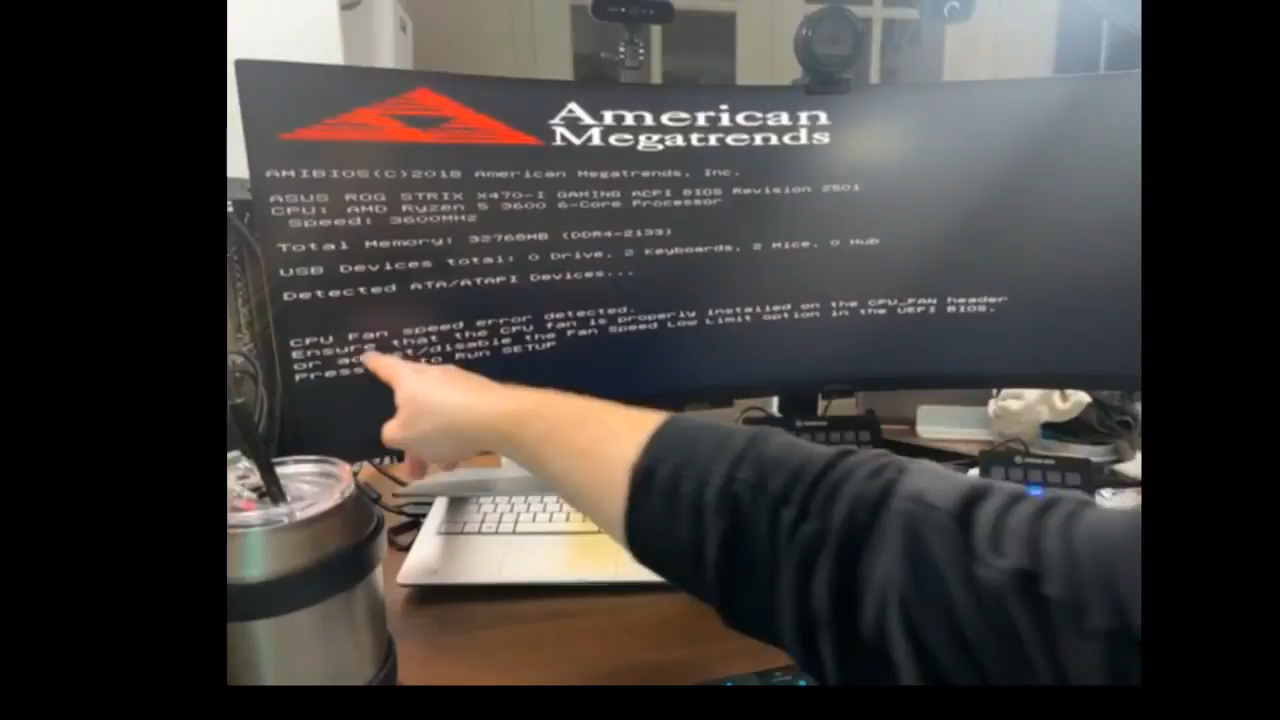 American
Megatrends
AMIBIOS(C)2018 American Megatrends, Inc.
ASUS ROG STRIX X470-I GAMING ACPI BIOS Revision 2501
CPU: AMD Ryzen 5 3600 6-Core Processor
Speed: 3600MHz
Total Memory: 32768MB (DDR4-2133)
USB Devices total: 0 Drive, 2 Keyboards, 2 Mice, 0 Hub
Detected ATA/ATAPI Devices...
CPU Fan speed error detected.
Ensure that the CPU fan is properly installed on the CPU_FAN header
or st/disable the Fan Speed Low Limit option in the UEFI BIOS.
Press to Run SETUP